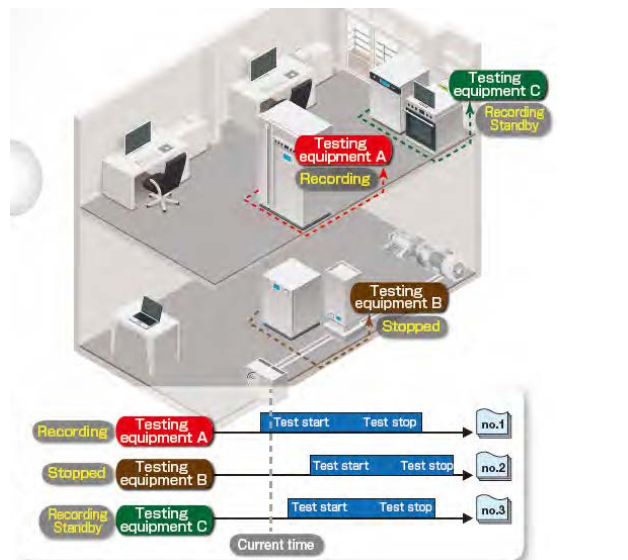 Testing
equipment C
Recording
Standby
Testing
equipment A
Recording
Testing
equipment B
Stopped
Recording
Testing
equipment A
Test start
Test stop
no.1
Stopped
Testing
equipment B
Test start
Test stop
no.2
Recording
Standby
Testing
equipment C
Test start
Test stop
no.3
Current time